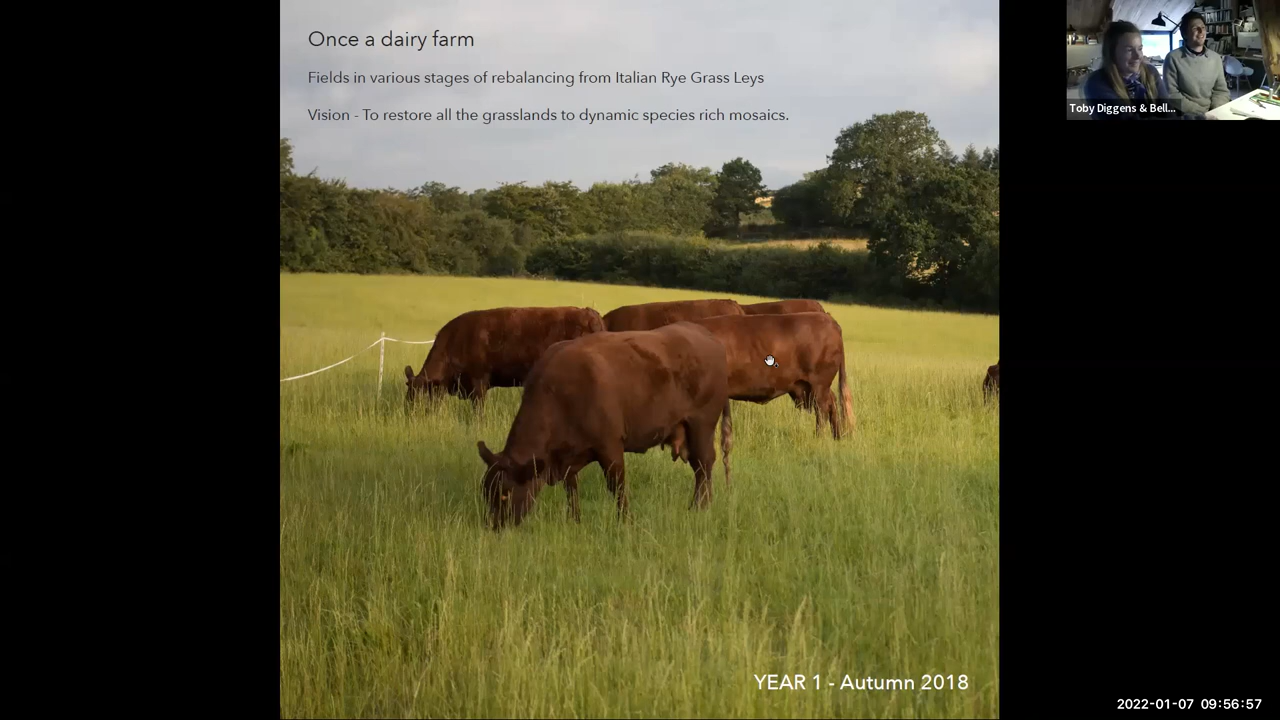 Once a dairy farm
Fields in various stages of rebalancing from Italian Rye Grass Leys
Vision - To restore all the grasslands to dynamic species rich mosaics.
Toby Diggens & Bell...
YEAR 1 - Autumn 2018
2022-01-07 09:56:57